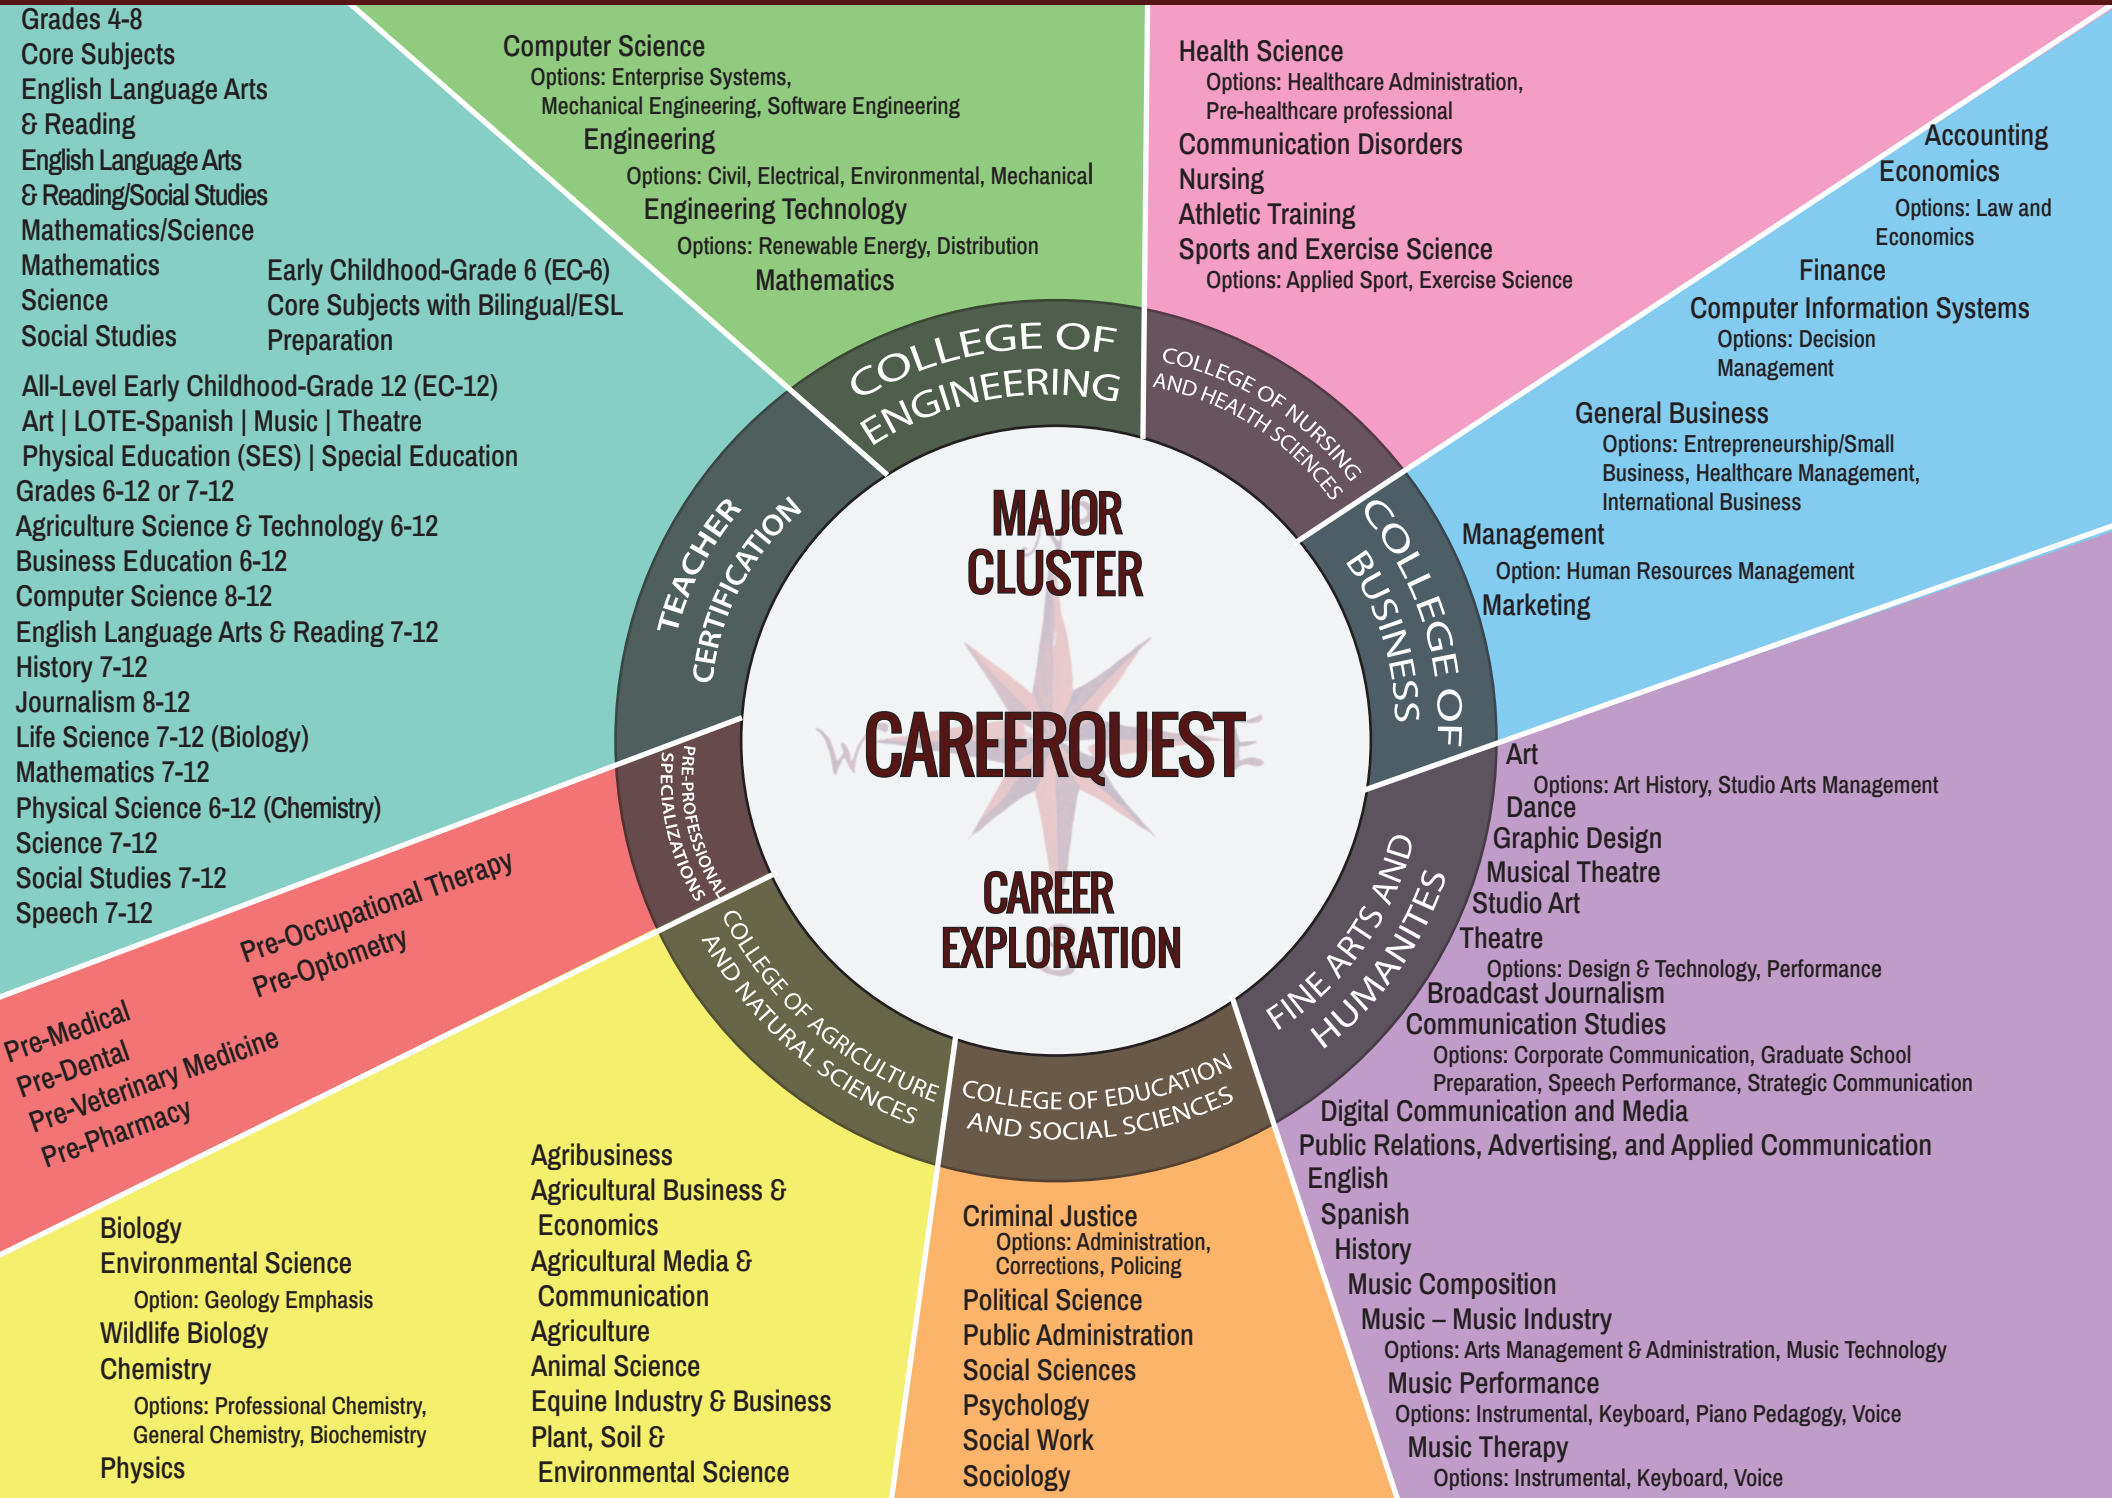 Grades 4-8
Core Subjects
English Language Arts
& Reading
English Language Arts
& Reading/Social Studies
Mathematics/Science
Mathematics
Science
Social Studies
Early Childhood-Grade 6 (EC-6)
Core Subjects with Bilingual/ESL
Preparation
All-Level Early Childhood-Grade 12 (EC-12)
Art | LOTE-Spanish | Music | Theatre
Physical Education (SES) | Special Education
Grades 6-12 or 7-12
Agriculture Science & Technology 6-12
Business Education 6-12
Computer Science 8-12
English Language Arts & Reading 7-12
History 7-12
Journalism 8-12
Life Science 7-12 (Biology)
Mathematics 7-12
Physical Science 6-12 (Chemistry)
Science 7-12
Social Studies 7-12
Speech 7-12
TEACHER
CERTIFICATION
Computer Science
Options: Enterprise Systems,
Mechanical Engineering, Software Engineering
Engineering
Options: Civil, Electrical, Environmental, Mechanical
Engineering Technology
Options: Renewable Energy, Distribution
Mathematics
COLLEGE OF
ENGINEERING
Health Science
Options: Healthcare Administration,
Pre-healthcare professional
Communication Disorders
Nursing
Athletic Training
Sports and Exercise Science
Options: Applied Sport, Exercise Science
COLLEGE OF NURSING
AND HEALTH SCIENCES
Accounting
Economics
Options: Law and
Economics
Finance
Computer Information Systems
Options: Decision
Management
General Business
Options: Entrepreneurship/Small
Business, Healthcare Management,
International Business
Management
Option: Human Resources Management
Marketing
COLLEGE OF
BUSINESS
MAJOR
CLUSTER
N
W
CAREERQUEST
E
CAREER
EXPLORATION
S
Art
Options: Art History, Studio Arts Management
Dance
Graphic Design
Musical Theatre
Studio Art
Theatre
Options: Design & Technology, Performance
Broadcast Journalism
Communication Studies
Options: Corporate Communication, Graduate School
Preparation, Speech Performance, Strategic Communication
Digital Communication and Media
Public Relations, Advertising, and Applied Communication
English
Spanish
History
Music Composition
Music – Music Industry
Options: Arts Management & Administration, Music Technology
Music Performance
Options: Instrumental, Keyboard, Piano Pedagogy, Voice
Music Therapy
Options: Instrumental, Keyboard, Voice
FINE ARTS AND
HUMANITES
COLLEGE OF EDUCATION
AND SOCIAL SCIENCES
Criminal Justice
Options: Administration,
Corrections, Policing
Political Science
Public Administration
Social Sciences
Psychology
Social Work
Sociology
COLLEGE OF AGRICULTURE
AND NATURAL SCIENCES
Biology
Environmental Science
Option: Geology Emphasis
Wildlife Biology
Chemistry
Options: Professional Chemistry,
General Chemistry, Biochemistry
Physics
Agribusiness
Agricultural Business &
Economics
Agricultural Media &
Communication
Agriculture
Animal Science
Equine Industry & Business
Plant, Soil &
Environmental Science
PRE-PROFESSIONAL
SPECIALIZATIONS
Pre-Occupational Therapy
Pre-Optometry
Pre-Medical
Pre-Dental
Pre-Veterinary Medicine
Pre-Pharmacy